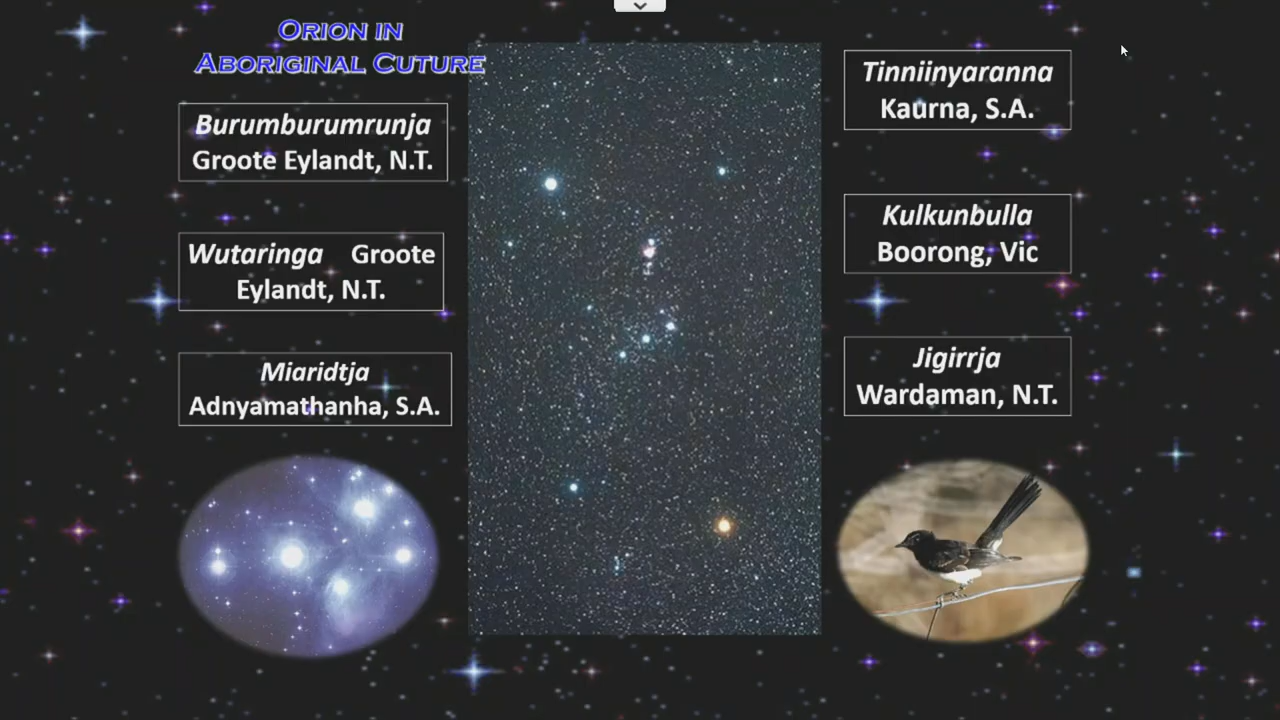 ORION IN
ABORIGINAL CUTURE
Burumburumrunja
Groote Eylandt, N.T.
Wutaringa Groote
Eylandt, N.T.
Miaridtja
Adnyamathanha, S.A.
Tinniinyaranna
Kaurna, S.A.
Kulkunbulla
Boorong, Vic
Jigirrja
Wardaman, N.T.